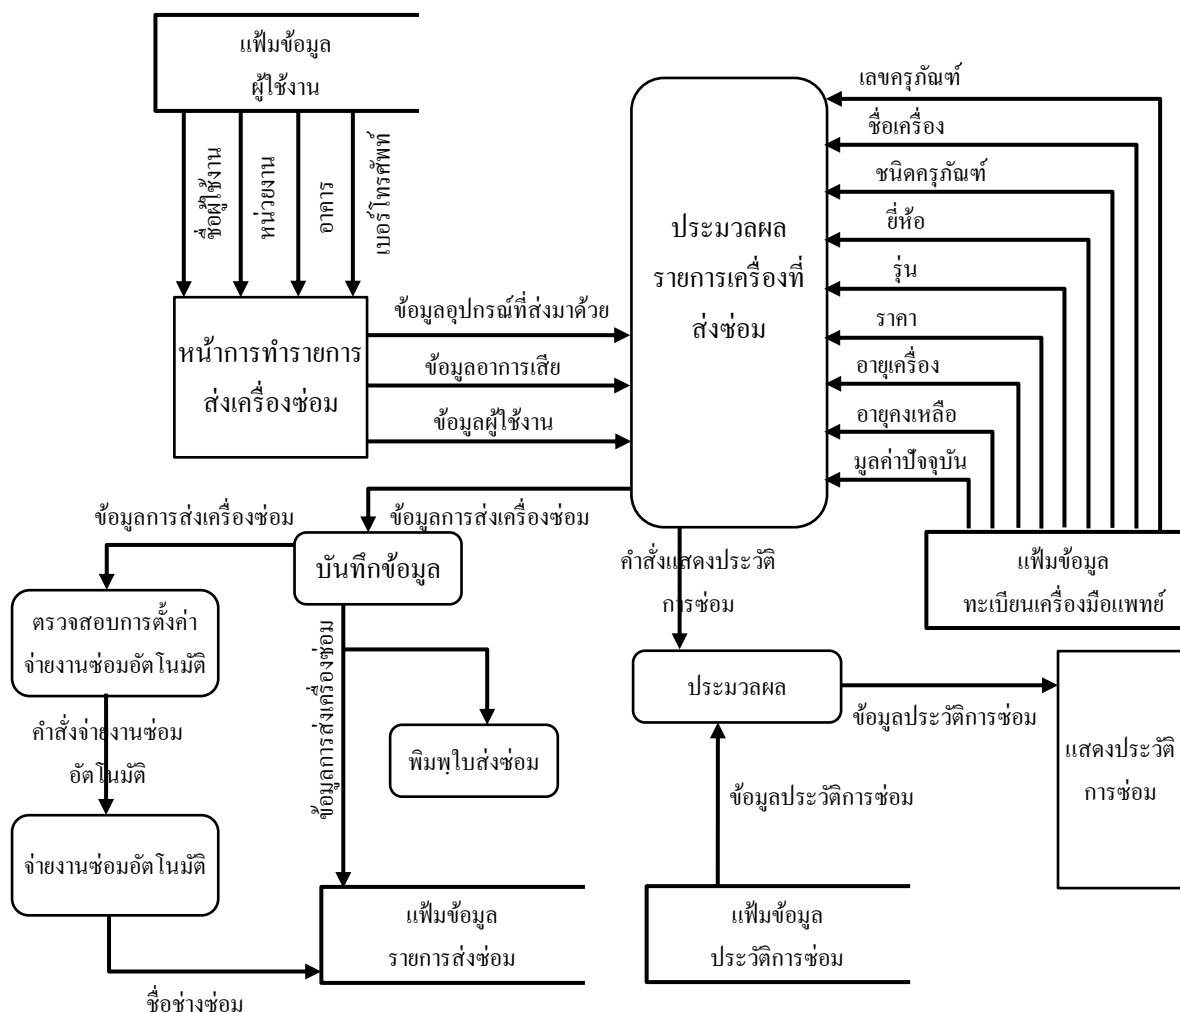 แฟ้มข้อมูล
ผู้ใช้งาน
ชื่อผู้ใช้งาน
หน่วยงาน
อาคาร
เบอร์โทรศัพท์
หน้าการทำรายการ
ส่งเครื่องซ่อม
ข้อมูลอุปกรณ์ที่ส่งมาด้วย
ข้อมูลอาการเสีย
ข้อมูลผู้ใช้งาน
ประมวลผล
รายการเครื่องที่
ส่งซ่อม
เลขครุภัณฑ์
ชื่อเครื่อง
ชนิดครุภัณฑ์
ยี่ห้อ
รุ่น
ราคา
อายุเครื่อง
อายุคงเหลือ
มูลค่าปัจจุบัน
แฟ้มข้อมูล
ทะเบียนเครื่องมือแพทย์
ข้อมูลการส่งเครื่องซ่อม
ข้อมูลการส่งเครื่องซ่อม
บันทึกข้อมูล
คำสั่งแสดงประวัติ
การซ่อม
ตรวจสอบการตั้งค่า
จ่ายงานซ่อมอัตโนมัติ
ข้อมูลการส่งเครื่องซ่อม
ประมวลผล
ข้อมูลประวัติการซ่อม
คำสั่งจ่ายงานซ่อม
อัตโนมัติ
พิมพฺใบส่งซ่อม
แสดงประวัติ
การซ่อม
ข้อมูลประวัติการซ่อม
จ่ายงานซ่อมอัตโนมัติ
แฟ้มข้อมูล
รายการส่งซ่อม
แฟ้มข้อมูล
ประวัติการซ่อม
ชื่อช่างซ่อม